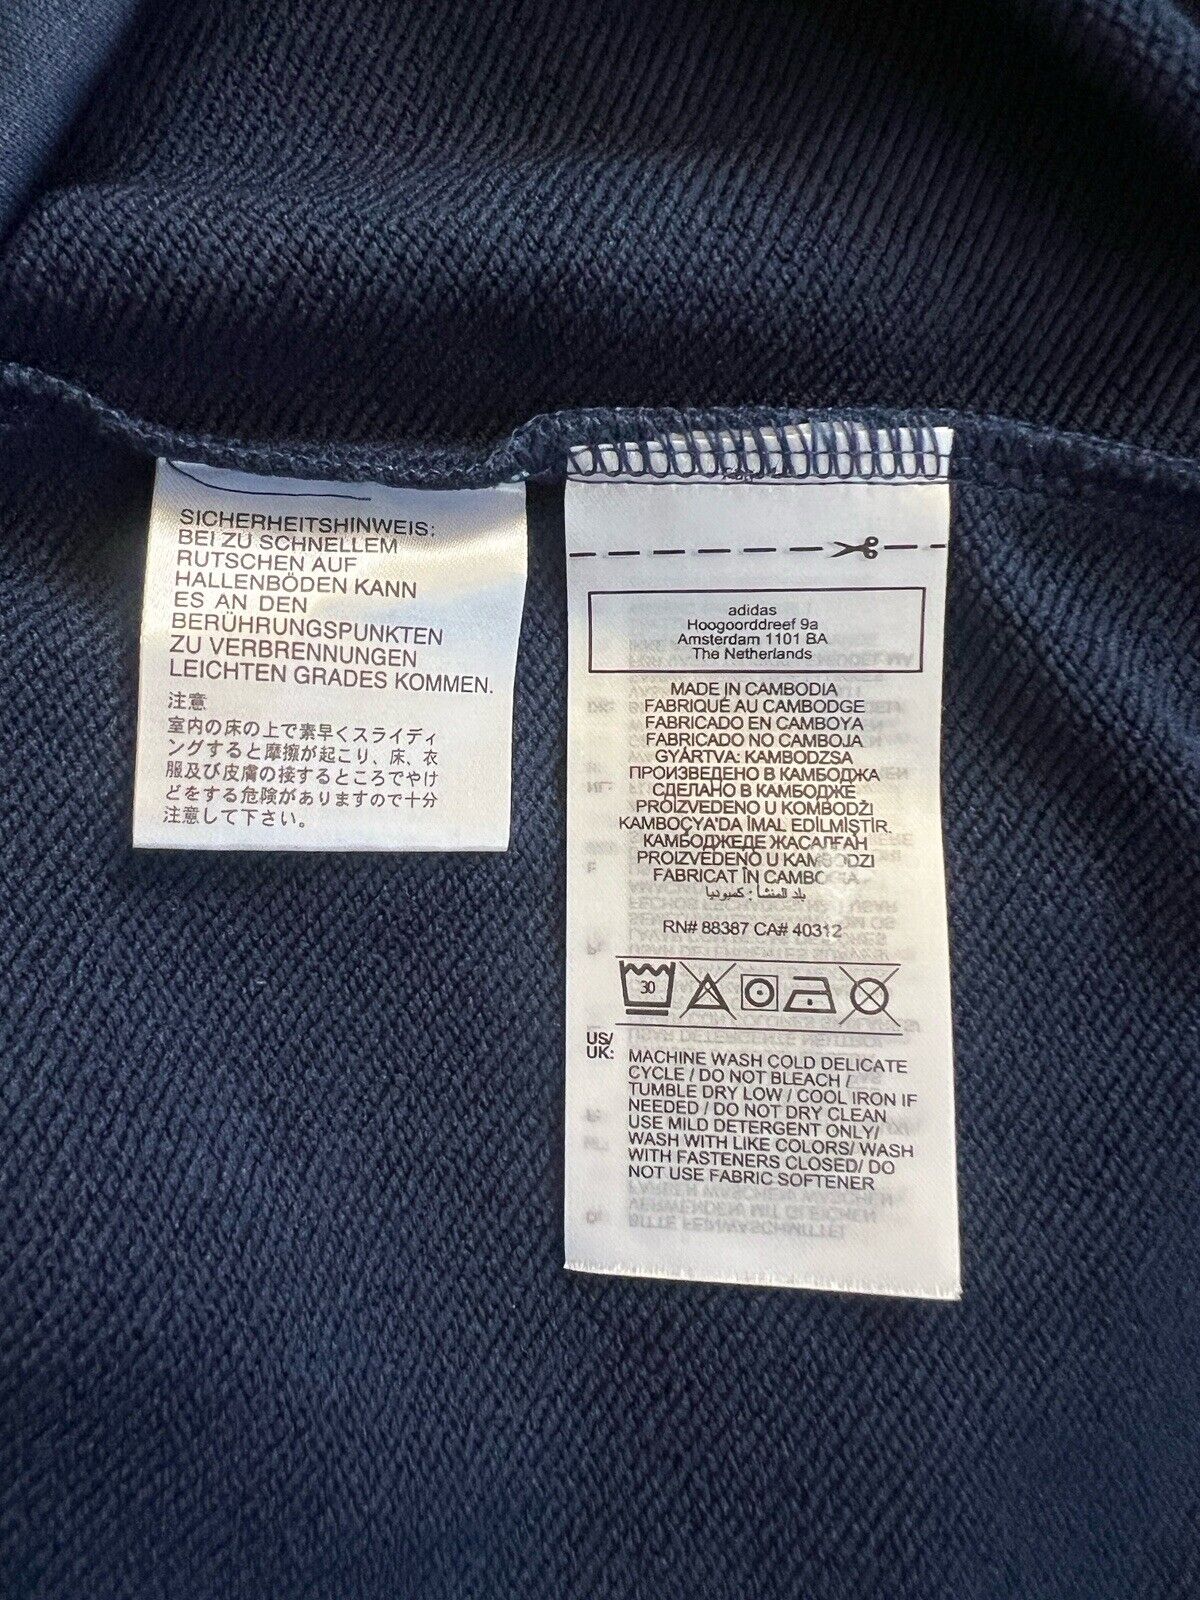 SICHERHEITSHINWEIS:
BEI ZU SCHNELLEM
RUTSCHEN AUF
HALLENBÖDEN KANN
ES AN DEN
BERÜHRUNGSPUNKTEN
ZU VERBRENNUNGEN
LEICHTEN GRADES KOMMEN.
注意
室内の床の上で素早くスライディ
ングすると摩擦が起こり、床、衣
服及び皮膚の接するところでやけ
どをする危険がありますので十分
注意して下さい。
adidas
Hoogoorddreef 9a
Amsterdam 1101 BA
The Netherlands
MADE IN CAMBODIA
FABRIQUÉ AU CAMBODGE
FABRICADO EN CAMBOYA
FABRICADO NO CAMBOJA
GYÁRTVA: KAMBODZSA
ПРОИЗВЕДЕНО В КАМБОДЖА
СДЕЛАНО В КАМБОДЖЕ
PROIZVEDENO U KOMBODŽI
KAMBOÇYA'DA İMAL EDİLMİŞTİR.
КАМБОДЖЕДЕ ЖАСАЛҒАН
PROIZVEDENO U KAMBODZI
FABRICAT ÎN
بلد المنشأ : كمبوديا
RN# 88387 CA# 40312
30
US/
UK:
MACHINE WASH COLD DELICATE
CYCLE / DO NOT BLEACH /
TUMBLE DRY LOW / COOL IRON IF
NEEDED / DO NOT DRY CLEAN
USE MILD DETERGENT ONLY/
WASH WITH LIKE COLORS/ WASH
WITH FASTENERS CLOSED/ DO
NOT USE FABRIC SOFTENER